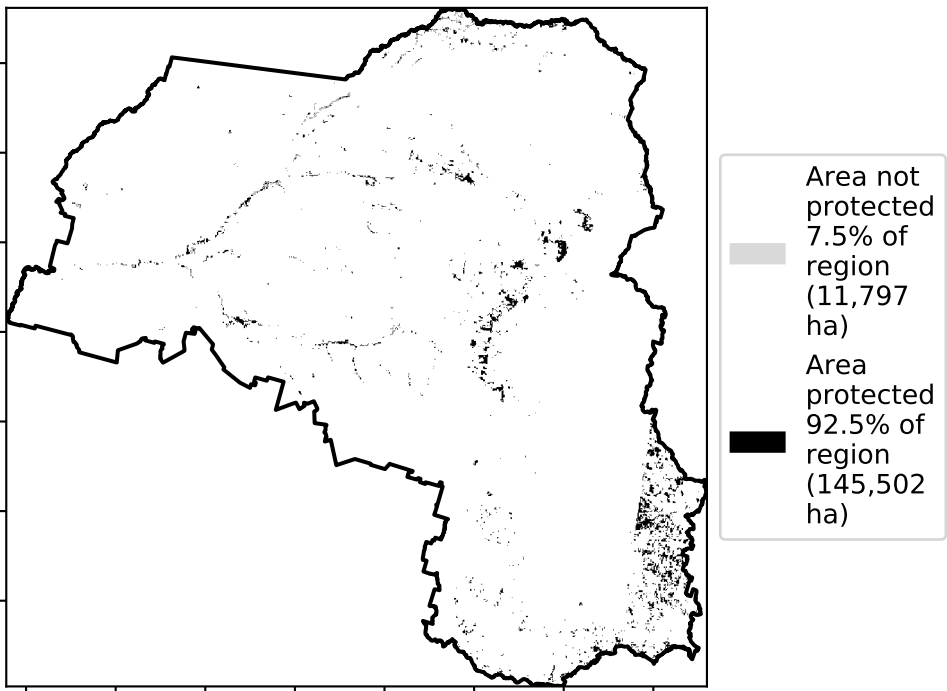 Area not
protected
7.5% of
region
(11,797
ha)
Area
protected
92.5% of
region
(145,502
ha)